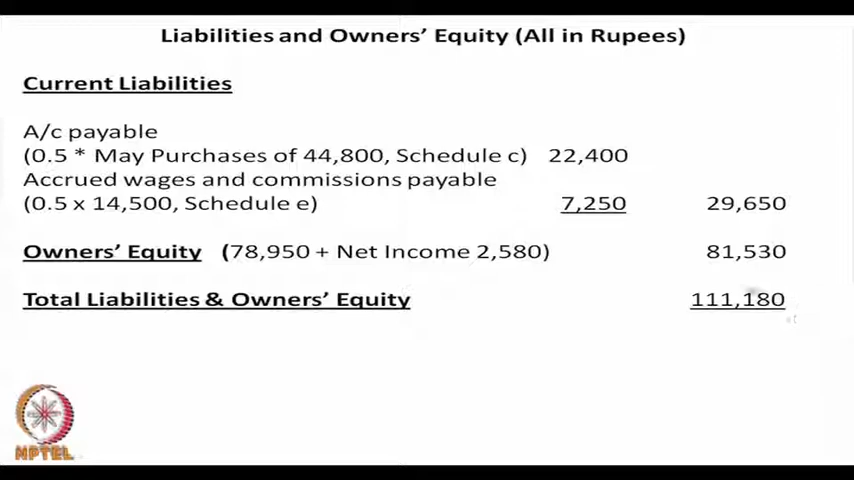 Liabilities and Owners’ Equity (All in Rupees)
Current Liabilities
A/c payable
(0.5 * May Purchases of 44,800, Schedule c) 22,400
Accrued wages and commissions payable
(0.5 x 14,500, Schedule e) 7,250 29,650
Owners’ Equity (78,950 + Net Income 2,580) 81,530
Total Liabilities & Owners’ Equity 111,180
NPTEL